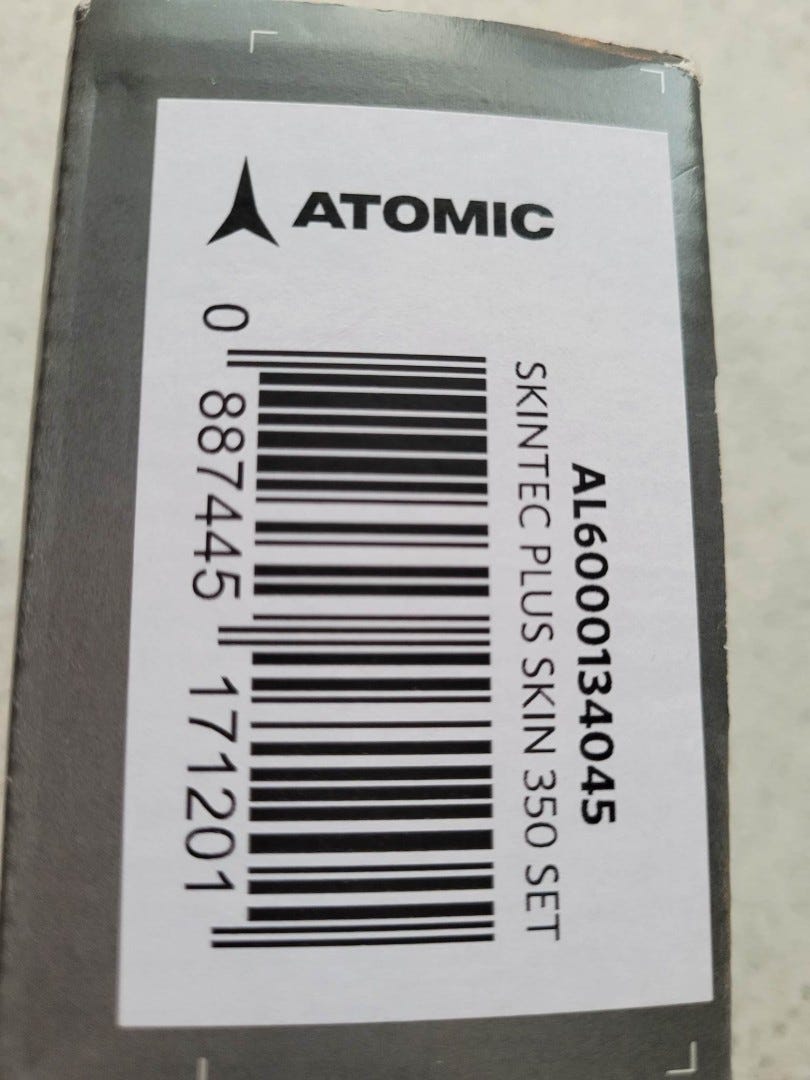 ATOMIC
AL6000134045
SKINTEC PLUS SKIN 350 SET
0 887445 171201